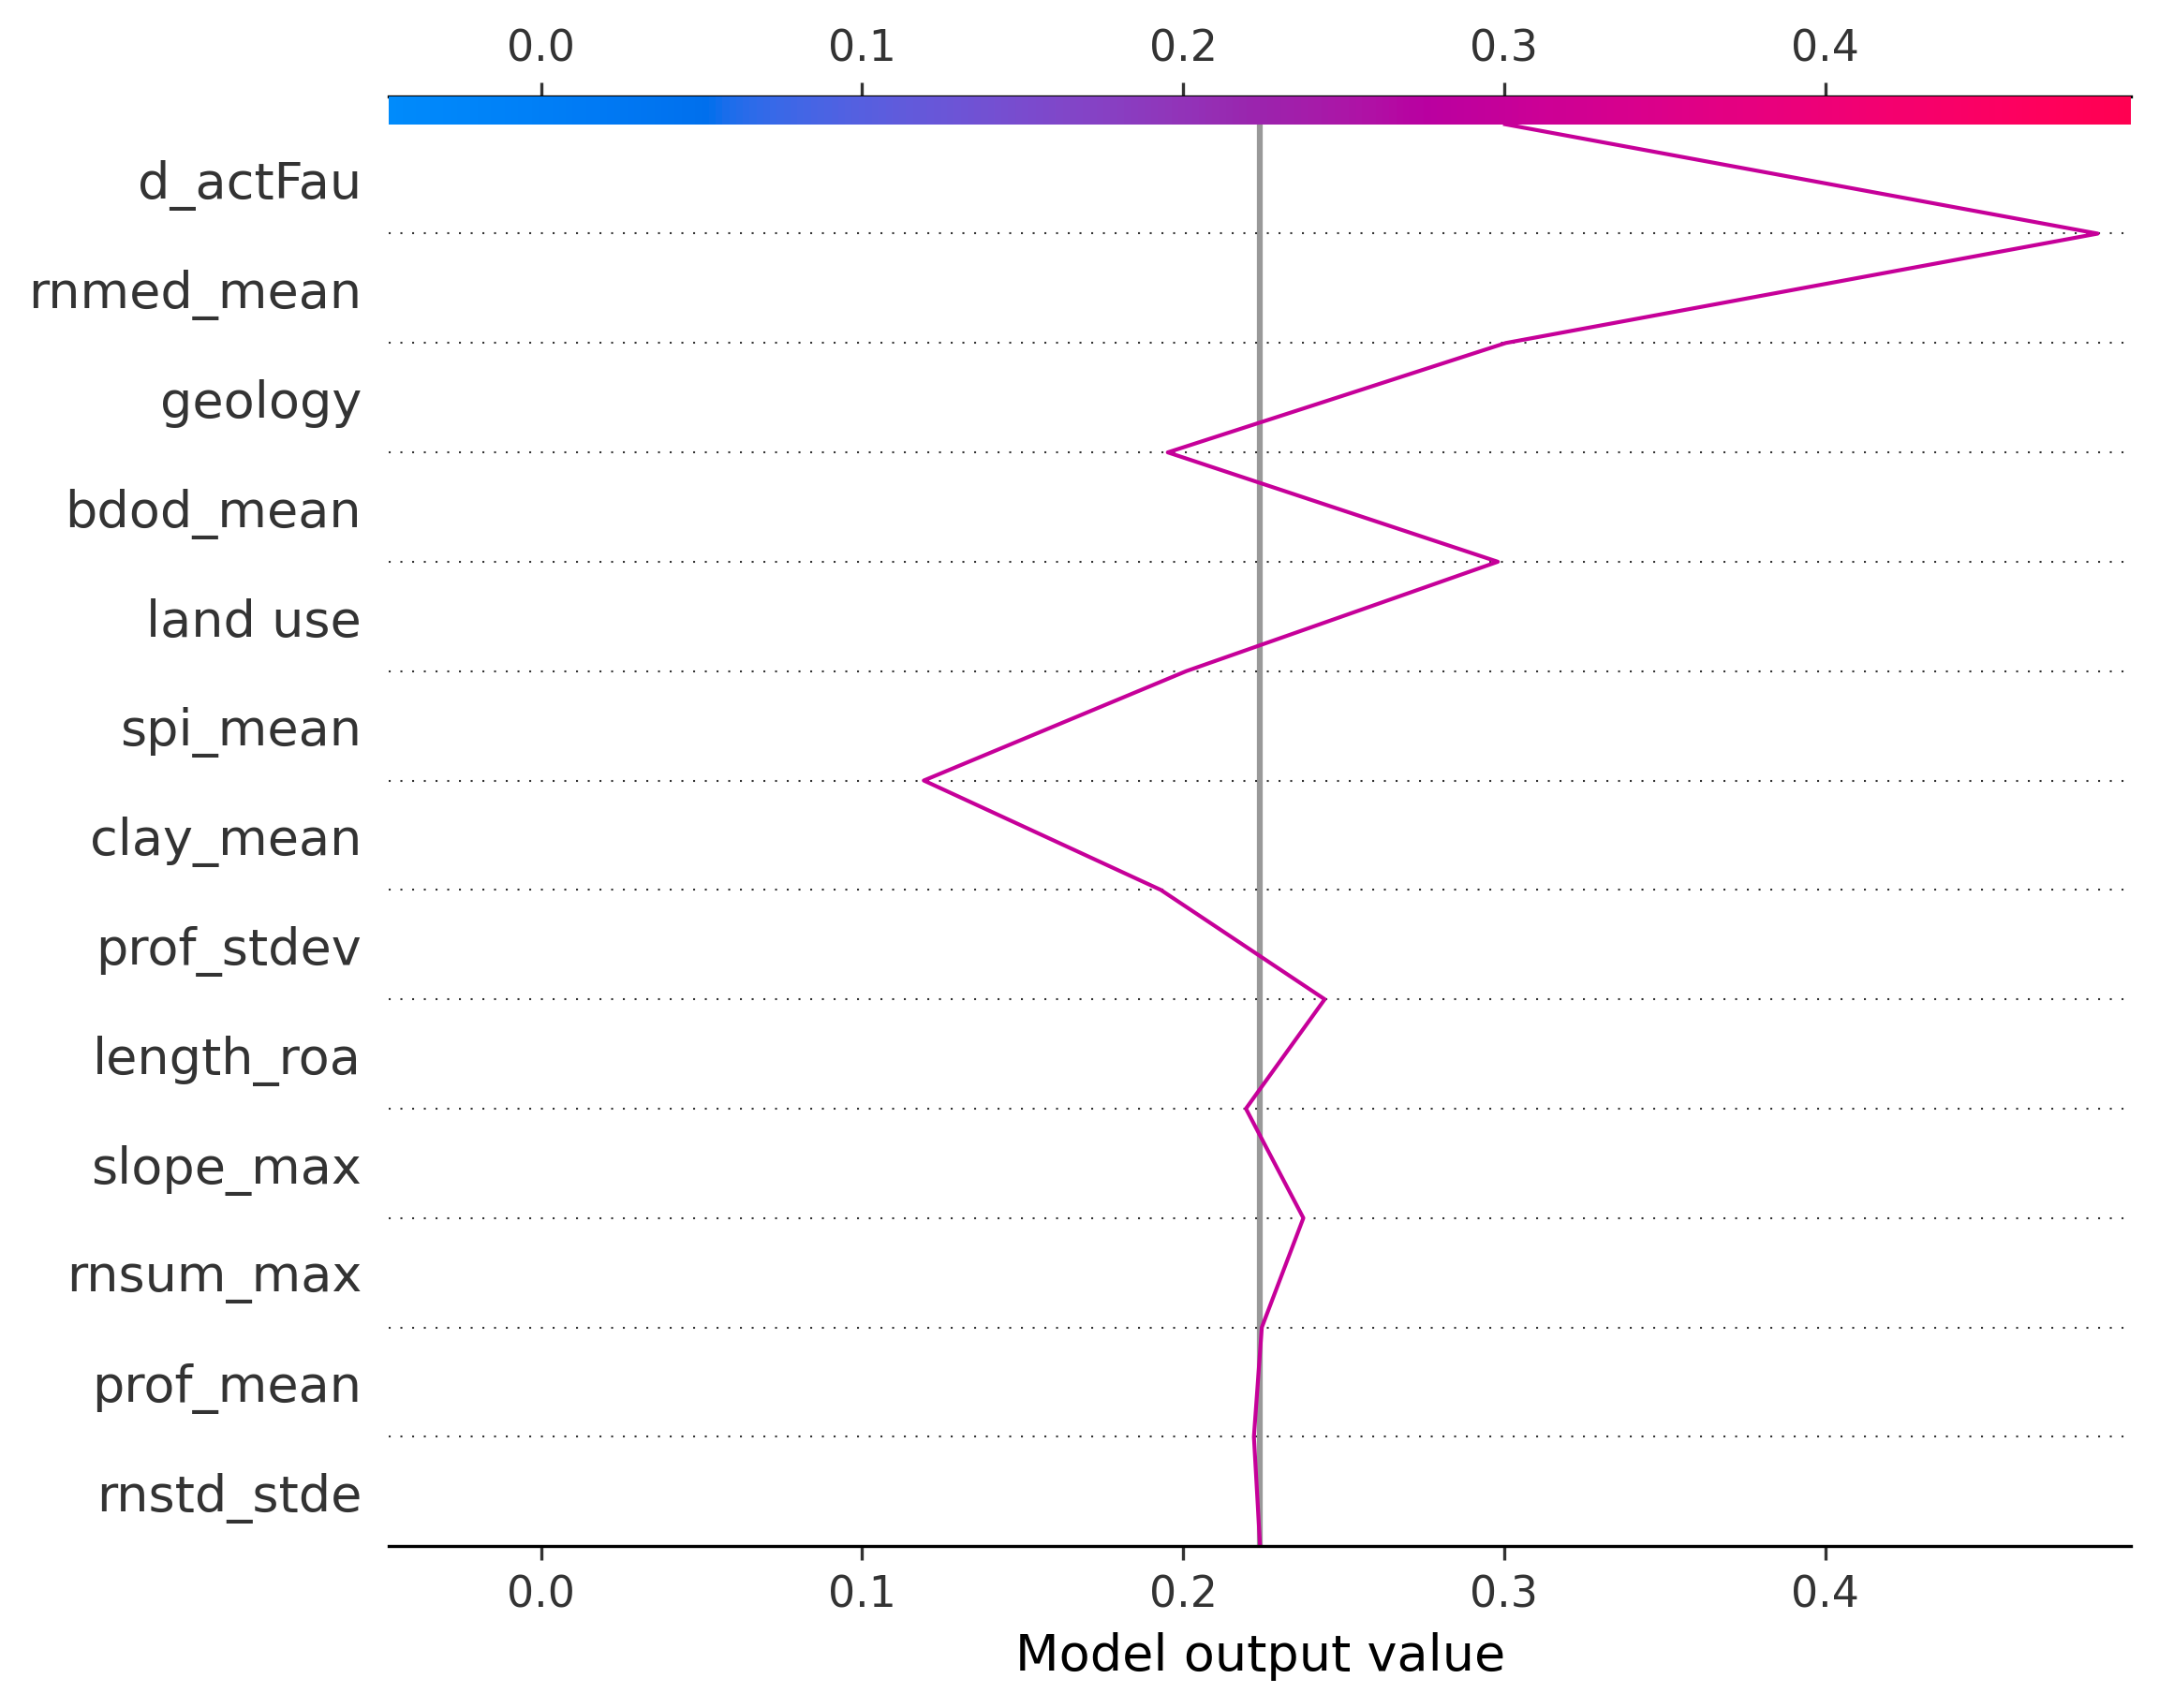 0.0 0.1 0.2 0.3 0.4
d_actFau
rnmed_mean
geology
bdod_mean
land use
spi_mean
clay_mean
prof_stdev
length_roa
slope_max
rnsum_max
prof_mean
rnstd_stde
0.0 0.1 0.2 0.3 0.4
Model output value